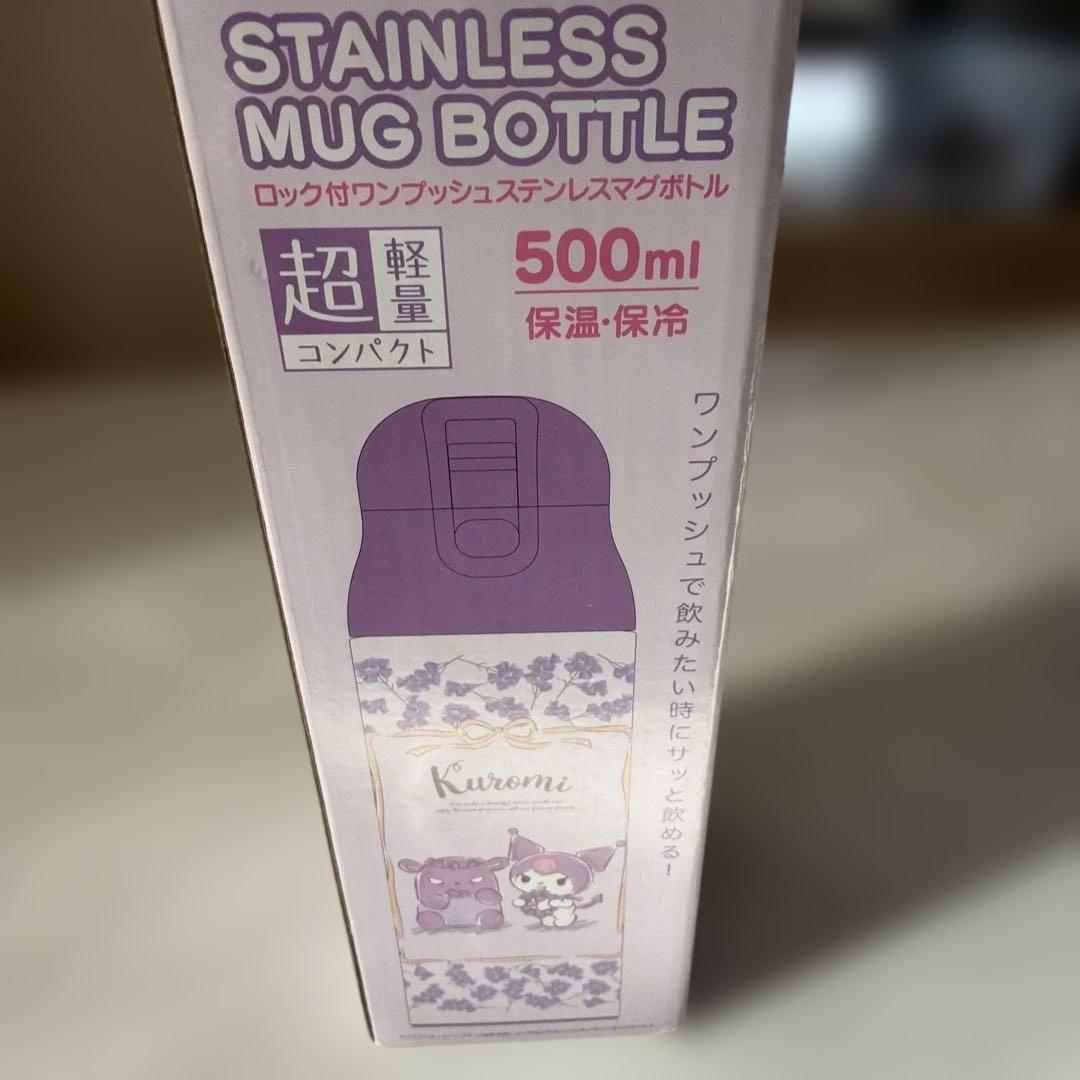 STAINLESS
MUG BOTTLE
ロック付ワンプッシュステンレスマグボトル
超軽量
コンパクト
500ml
保温·保冷
ワンプッシュで飲みたい時にサッと飲める!
Kuromi